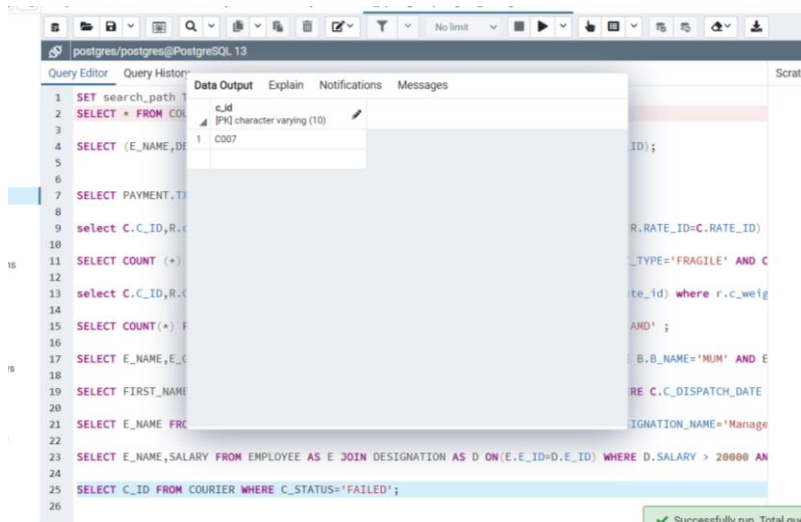 No limit
postgres/postgres@PostgreSQL 13
Query Editor Query History
Scrat
Data Output Explain Notifications Messages
c_id
[PK] character varying (10)
1 C007
1 SET search_path T
2 SELECT * FROM COU
3
4 SELECT (E_NAME,DE ID);
5
6
7 SELECT PAYMENT.TX
8
9 select C.C_ID,R.c R.RATE_ID=C.RATE_ID)
10
11 SELECT COUNT (*) _TYPE='FRAGILE' AND C
12
13 select C.C_ID,R.C te_id) where r.c_weig
14
15 SELECT COUNT(*) F AMD' ;
16
17 SELECT E_NAME,E_C E B.B_NAME='MUM' AND E
18
19 SELECT FIRST_NAME RE C.C_DISPATCH_DATE
20
21 SELECT E_NAME FRO IGNATION_NAME='Manage
22
23 SELECT E_NAME,SALARY FROM EMPLOYEE AS E JOIN DESIGNATION AS D ON(E.E_ID=D.E_ID) WHERE D.SALARY > 20000 AN
24
25 SELECT C_ID FROM COURIER WHERE C_STATUS='FAILED';
26
Successfully run. Total que